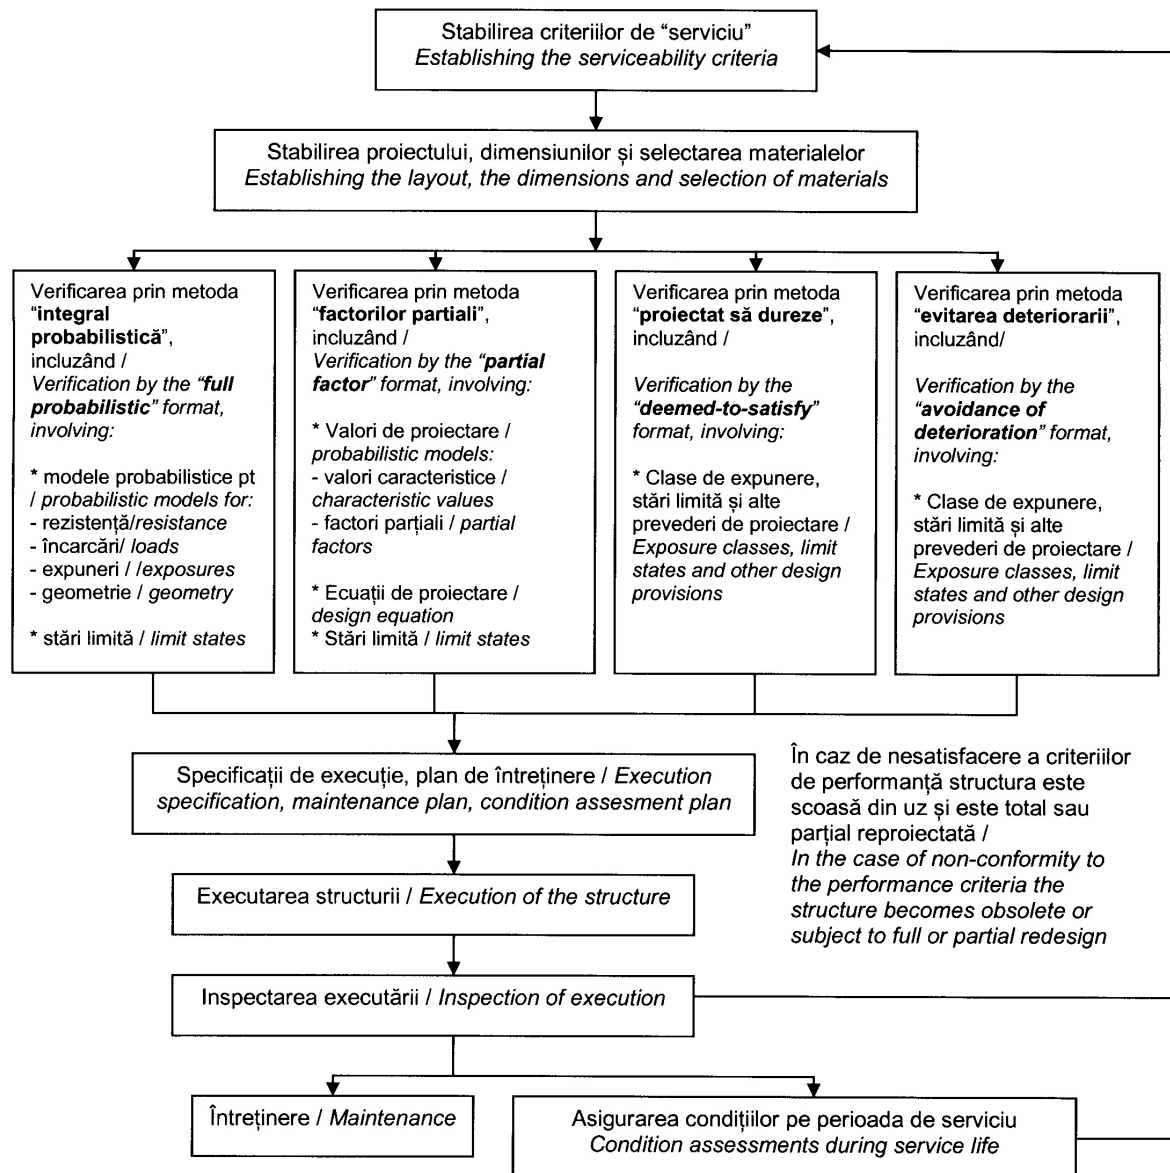 Stabilirea criteriilor de “serviciu”
Establishing the serviceability criteria
Stabilirea proiectului, dimensiunilor și selectarea materialelor
Establishing the layout, the dimensions and selection of materials
Verificarea prin metoda
“integral
probabilistică”,
incluzând /
Verification by the “full
probabilistic” format,
involving:
* modele probabilistice pt
/ probabilistic models for:
- rezistență/resistance
- încarcări/ loads
- expuneri / /exposures
- geometrie / geometry
* stări limită / limit states
Verificarea prin metoda
“factorilor partiali”,
incluzând /
Verification by the “partial
factor” format, involving:
* Valori de proiectare /
probabilistic models:
- valori caracteristice /
characteristic values
- factori parțiali / partial
factors
* Ecuații de proiectare /
design equation
* Stări limită / limit states
Verificarea prin metoda
“proiectat să dureze”,
incluzând /
Verification by the
“deemed-to-satisfy”
format, involving:
* Clase de expunere,
stări limită și alte
prevederi de proiectare /
Exposure classes, limit
states and other design
provisions
Verificarea prin metoda
“evitarea deteriorarii”,
incluzând/
Verification by the
“avoidance of
deterioration” format,
involving:
* Clase de expunere,
stări limită și alte
prevederi de proiectare /
Exposure classes, limit
states and other design
provisions
Specificații de execuție, plan de întreținere / Execution
specification, maintenance plan, condition assesment plan
În caz de nesatisfacere a criteriilor
de performanță structura este
scoasă din uz și este total sau
parțial reproiectată /
In the case of non-conformity to
the performance criteria the
structure becomes obsolete or
subject to full or partial redesign
Executarea structurii / Execution of the structure
Inspectarea executării / Inspection of execution
Întreținere / Maintenance
Asigurarea condițiilor pe perioada de serviciu
Condition assessments during service life